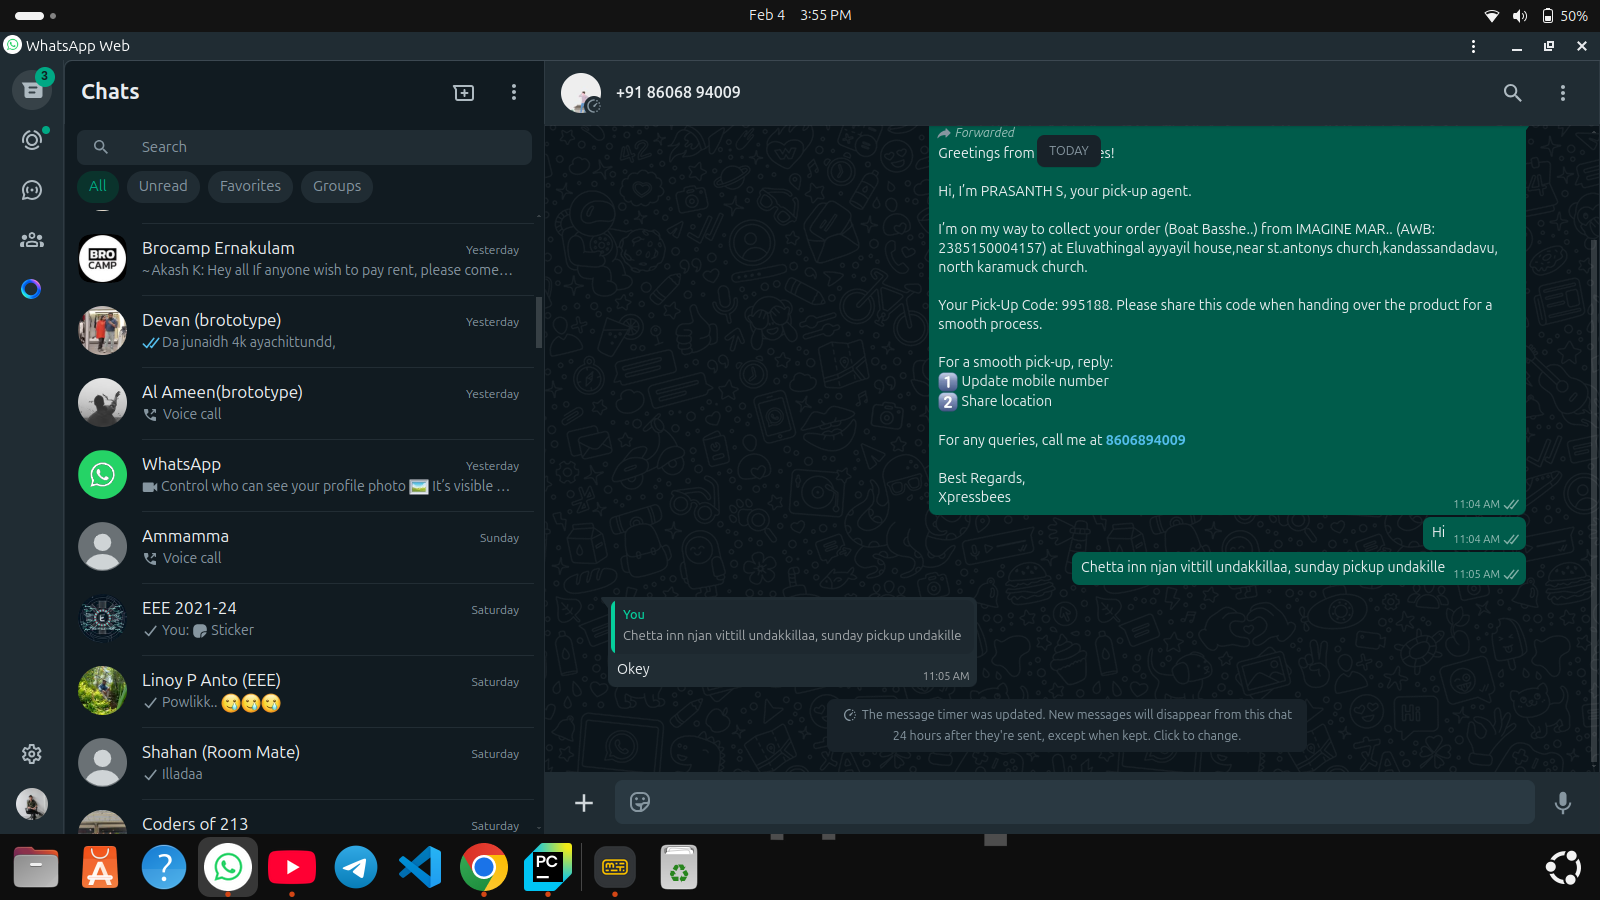 Feb 4 3:55 PM
50%
WhatsApp Web
3
Chats
Search
All
Unread
Favorites
Groups
Brocamp Ernakulam
Yesterday
~Akash K: Hey all If anyone wish to pay rent, please come...
BRO
CAMP
Devan (brototype)
Yesterday
Da junaidh 4k ayachittundd,
Al Ameen(brototype)
Yesterday
Voice call
WhatsApp
Yesterday
Control who can see your profile photo 🖼️ It's visible ...
Ammamma
Sunday
Voice call
EEE 2021-24
Saturday
You: Sticker
Linoy P Anto (EEE)
Saturday
Powlikk.. 🥲🥲🥲
Shahan (Room Mate)
Saturday
Illadaa
Coders of 213
Saturday
+91 86068 94009
Forwarded
TODAY
Greetings from es!
Hi, I'm PRASANTH S, your pick-up agent.
I'm on my way to collect your order (Boat Basshe..) from IMAGINE MAR.. (AWB:
2385150004157) at Eluvathingal ayyayil house,near st.antonys church,kandassandadavu,
north karamuck church.
Your Pick-Up Code: 995188. Please share this code when handing over the product for a
smooth process.
For a smooth pick-up, reply:
1️⃣ Update mobile number
2️⃣ Share location
For any queries, call me at 8606894009
Best Regards,
Xpressbees
11:04 AM
Hi
11:04 AM
Chetta inn njan vittill undakkillaa, sunday pickup undakille
11:05 AM
You
Chetta inn njan vittill undakkillaa, sunday pickup undakille
Okey
11:05 AM
The message timer was updated. New messages will disappear from this chat
24 hours after they're sent, except when kept. Click to change.
PC